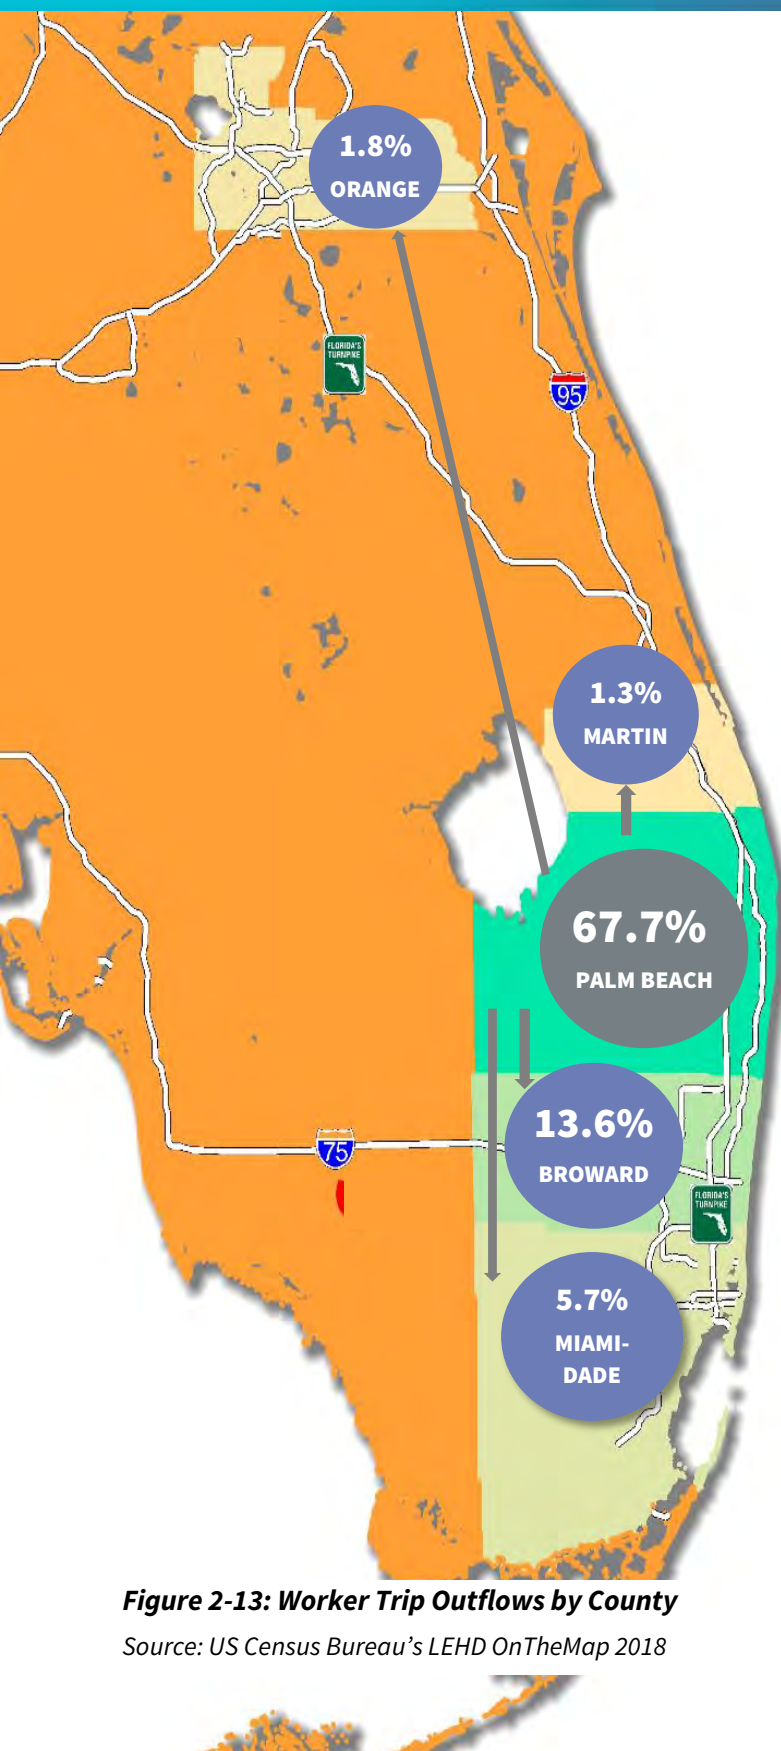 1.8%
ORANGE
FLORIDA'S
TURNPIKE
95
1.3%
MARTIN
67.7%
PALM BEACH
13.6%
BROWARD
75
FLORIDA'S
TURNPIKE
5.7%
MIAMI-
DADE
Figure 2-13: Worker Trip Outflows by County
Source: US Census Bureau's LEHD OnTheMap 2018